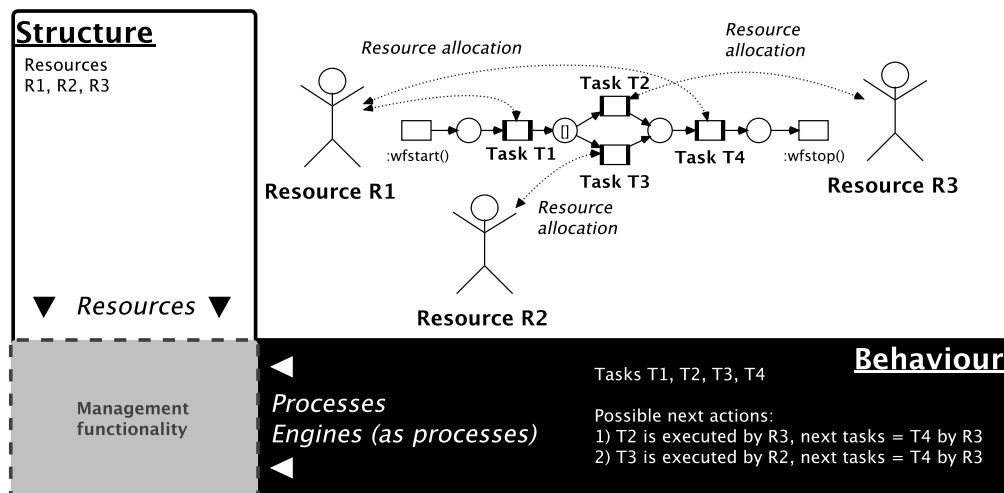 Structure
Resources
R1, R2, R3
Resource allocation
Resource
allocation
Task T2
[]
:wfstart()
Task T1
Task T4
:wfstop()
Task T3
Resource R1
Resource R3
Resource
allocation
Resource R2
Resources
Management
functionality
Processes
Engines (as processes)
Behaviour
Tasks T1, T2, T3, T4
Possible next actions:
1) T2 is executed by R3, next tasks = T4 by R3
2) T3 is executed by R2, next tasks = T4 by R3